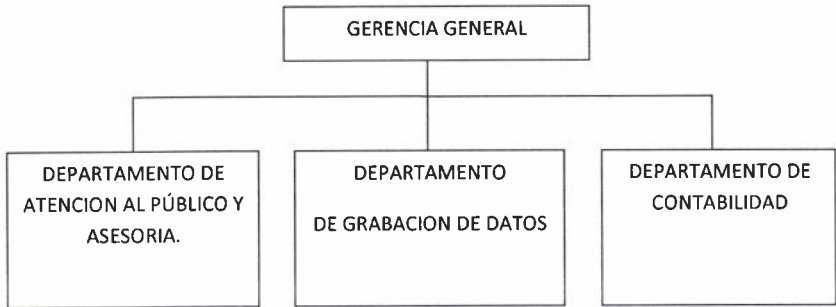 GERENCIA GENERAL
DEPARTAMENTO DE
ATENCION AL PÚBLICO Y
ASESORIA.
DEPARTAMENTO
DE GRABACION DE DATOS
DEPARTAMENTO DE
CONTABILIDAD